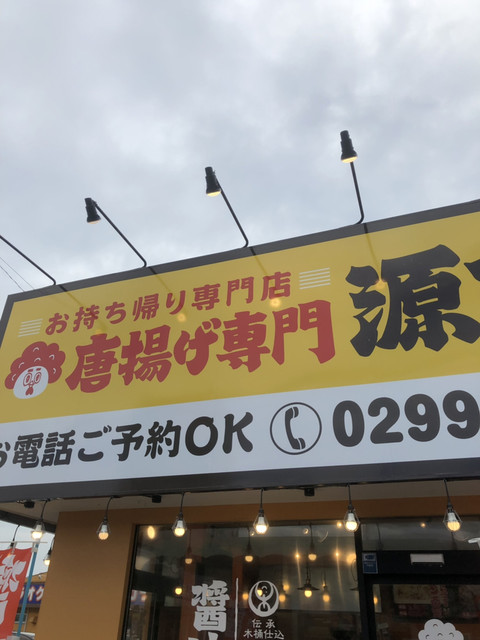 お持ち帰り専門店
唐揚げ専門
源
お電話ご予約OK
0299
醤
伝承
木桶仕込